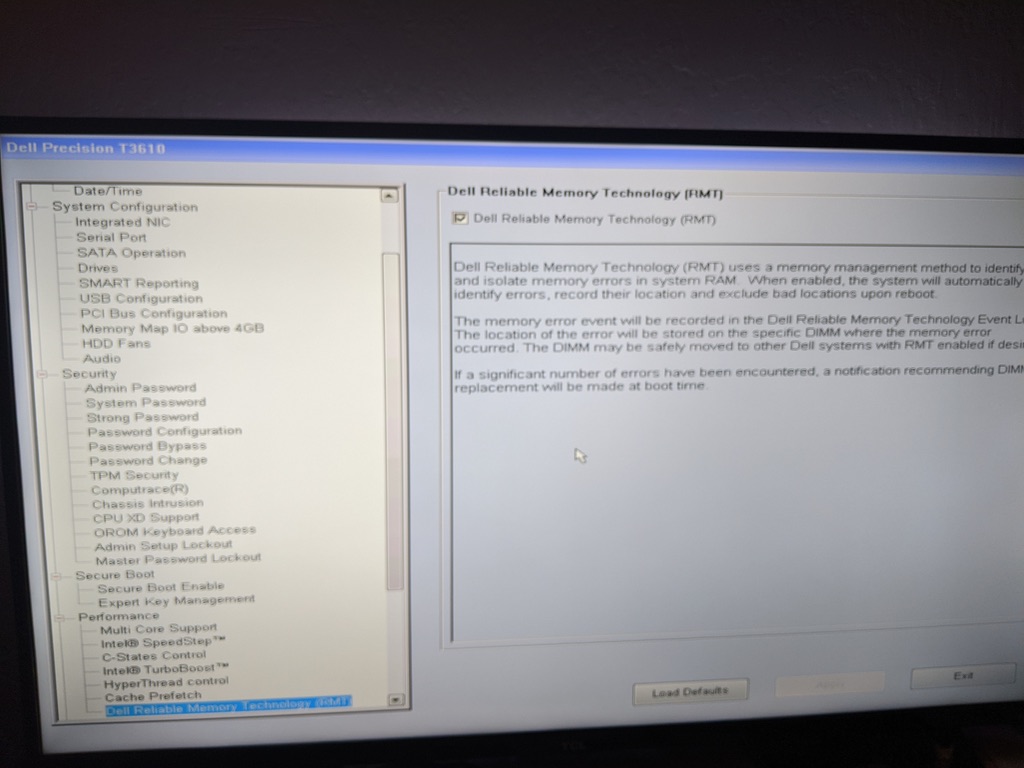 Dell Precision T3610
Date/Time
System Configuration
Integrated NIC
Serial Port
SATA Operation
Drives
SMART Reporting
USB Configuration
PCI Bus Configuration
Memory Map IO above 4GB
HDD Fans
Audio
Security
Admin Password
System Password
Strong Password
Password Configuration
Password Bypass
Password Change
TPM Security
Computrace(R)
Chassis Intrusion
CPU XD Support
OROM Keyboard Access
Admin Setup Lockout
Master Password Lockout
Secure Boot
Secure Boot Enable
Expert Key Management
Performance
Multi Core Support
Intel® SpeedStep™
C-States Control
Intel® TurboBoost™
HyperThread control
Cache Prefetch
Dell Reliable Memory Technology (RMT)
Dell Reliable Memory Technology (RMT)
Dell Reliable Memory Technology (RMT)
Dell Reliable Memory Technology (RMT) uses a memory management method to identify
and isolate memory errors in system RAM. When enabled, the system will automatically
identify errors, record their location and exclude bad locations upon reboot.
The memory error event will be recorded in the Dell Reliable Memory Technology Event
The location of the error will be stored on the specific DIMM where the memory error
occurred. The DIMM may be safely moved to other Dell systems with RMT enabled if
If a significant number of errors have been encountered, a notification recommending
replacement will be made at boot time.
Load Defaults
Exit
TCL